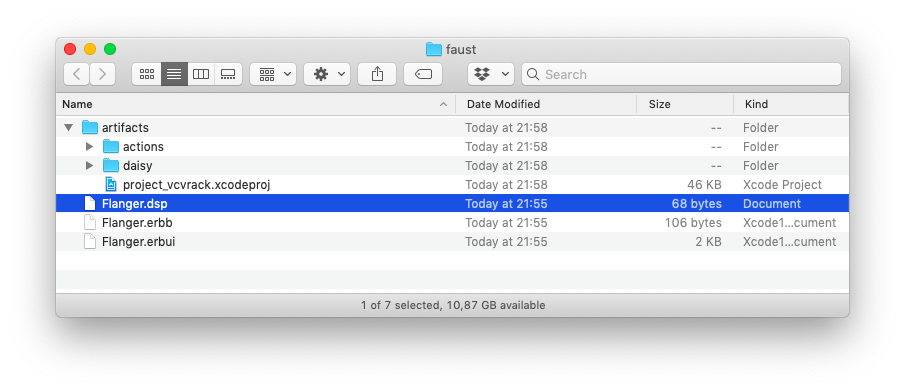 faust
Search
Name Date Modified Size Kind
artifacts Today at 21:58 -- Folder
actions Today at 21:58 -- Folder
daisy Today at 21:58 -- Folder
project_vcvrack.xcodeproj Today at 21:58 46 KB Xcode Project
Flanger.dsp Today at 21:55 68 bytes Document
Flanger.erbb Today at 21:55 106 bytes Xcode1...cument
Flanger.erbui Today at 21:55 2 KB Xcode1...cument
1 of 7 selected, 10,87 GB available